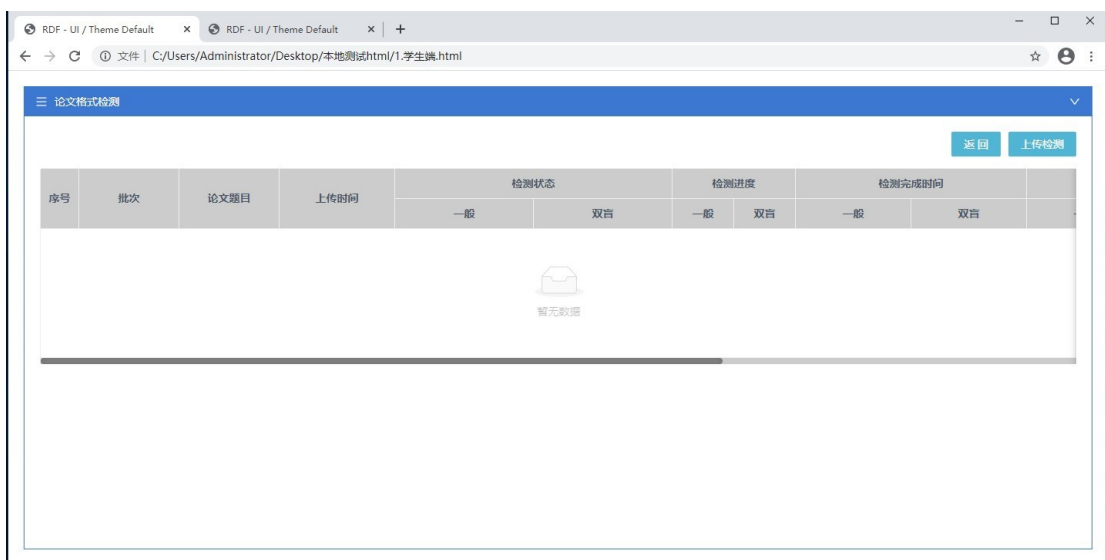 RDF - UI / Theme Default
RDF - UI / Theme Default
文件 | C:/Users/Administrator/Desktop/本地测试html/1.学生端.html
论文格式检测
返回 上传检测
序号 批次 论文题目 上传时间 检测状态 检测进度 检测完成时间
一般 双盲 一般 双盲 一般 双盲
暂无数据